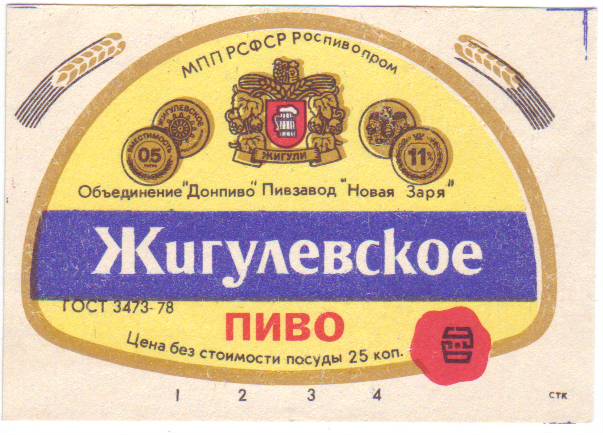 МПП РСФСР Роспивопром
ЖИГУЛЕВСКОЕ
ВМЕСТИМОСТЬ
05
ЖИГУЛИ
11%
Объединение "Донпиво" Пивзавод "Новая Заря"
Жигулевское
ГОСТ 3473-78
ПИВО
Цена без стоимости посуды 25 коп.
1 2 3 4
СТК